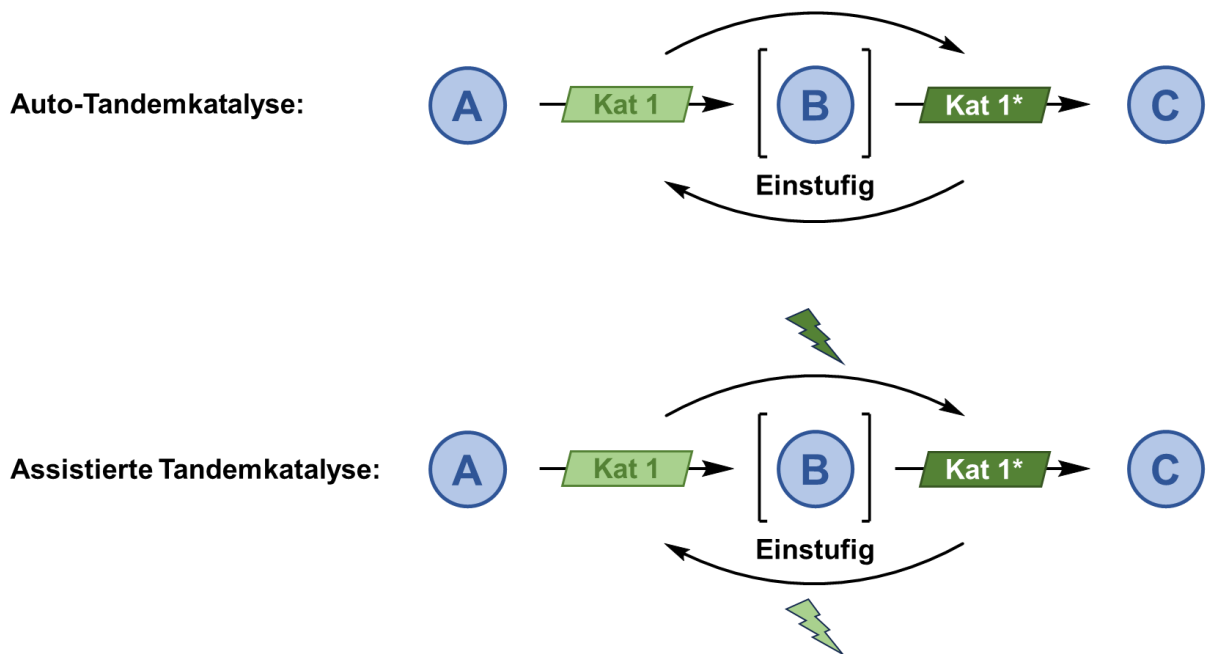 Auto-Tandemkatalyse:
A
Kat 1
B
Kat 1*
C
Einstufig
Assistierte Tandemkatalyse:
A
Kat 1
B
Kat 1*
C
Einstufig